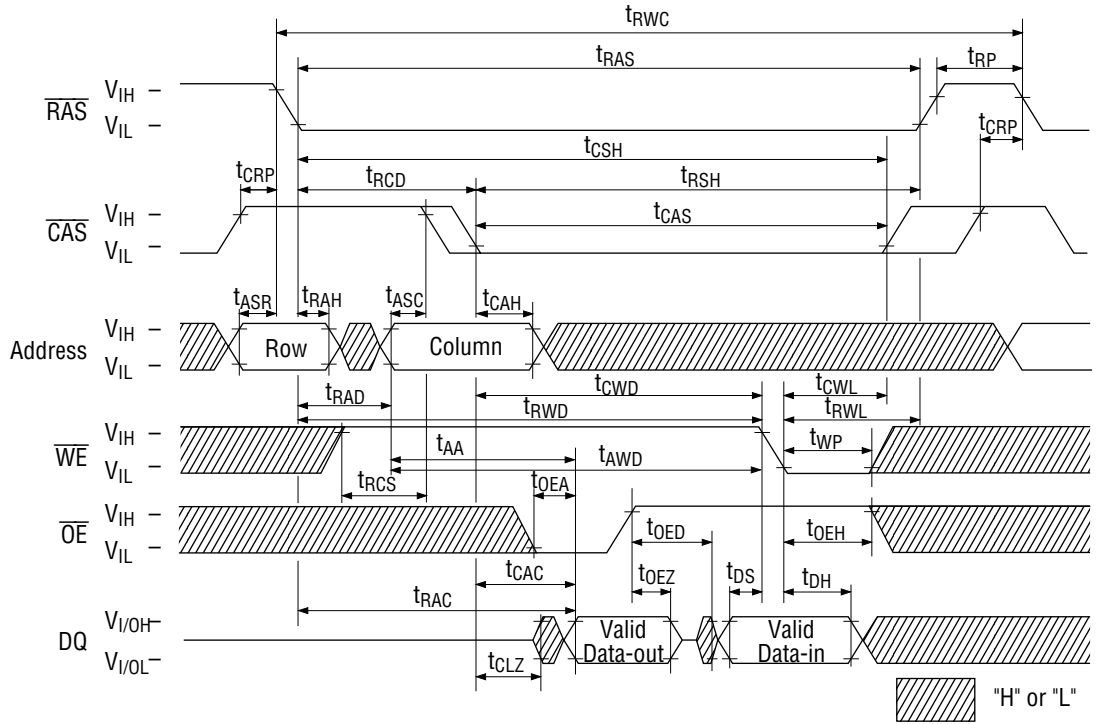 tRWC
tRAS
tRP
RAS
VIH
VIL
tCRP
tCSH
tCRP
tRCD
tRSH
CAS
VIH
VIL
tCAS
tASR
tRAH
tASC
tCAH
Address
VIH
VIL
Row
Column
tRAD
tCWD
tCWL
tRWD
tRWL
WE
VIH
VIL
tAA
tAWD
tWP
tRCS
tOEA
OE
VIH
VIL
tOED
tOEH
tCAC
tOEZ
tDS
tDH
tRAC
DQ
VI/OH
VI/OL
Valid
Data-out
Valid
Data-in
tCLZ
"H" or "L"